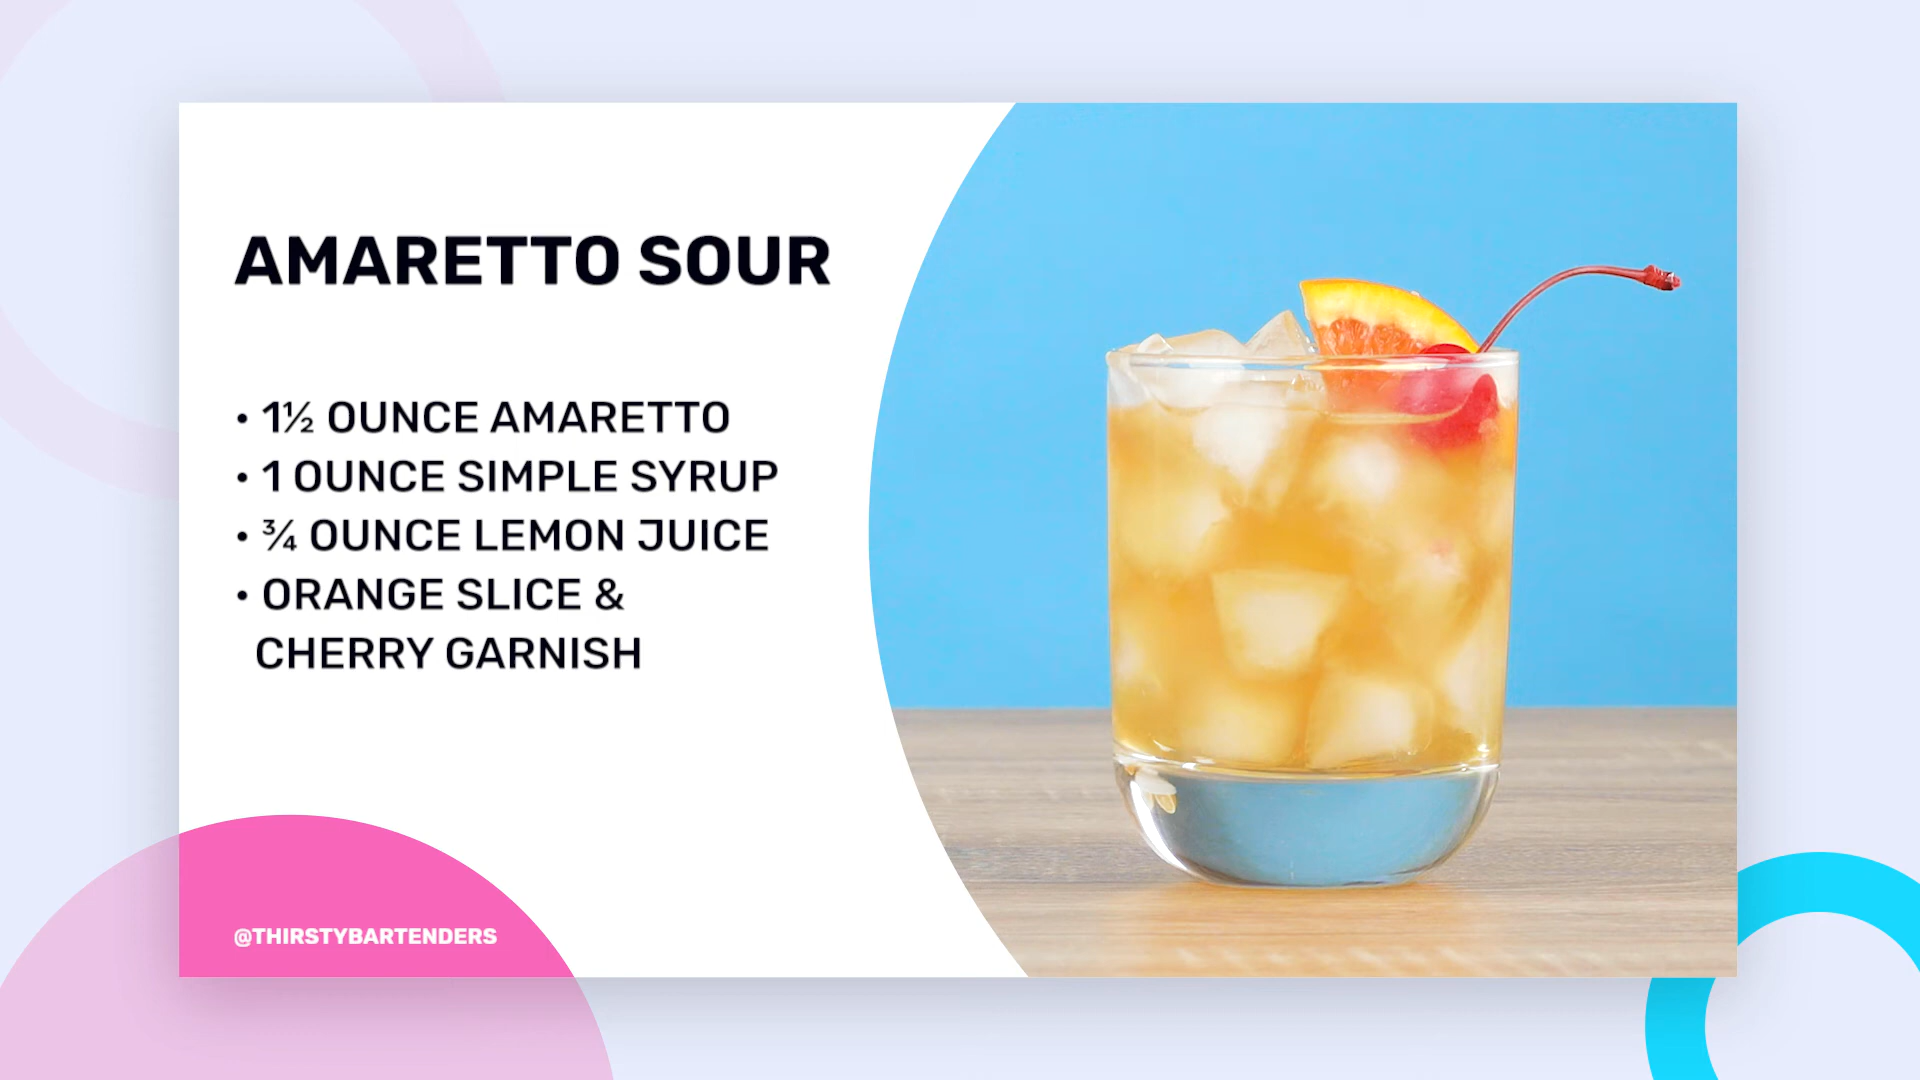 AMARETTO SOUR
• 1½ OUNCE AMARETTO
• 1 OUNCE SIMPLE SYRUP
• ¾ OUNCE LEMON JUICE
• ORANGE SLICE &
CHERRY GARNISH
@THIRSTYBARTENDERS